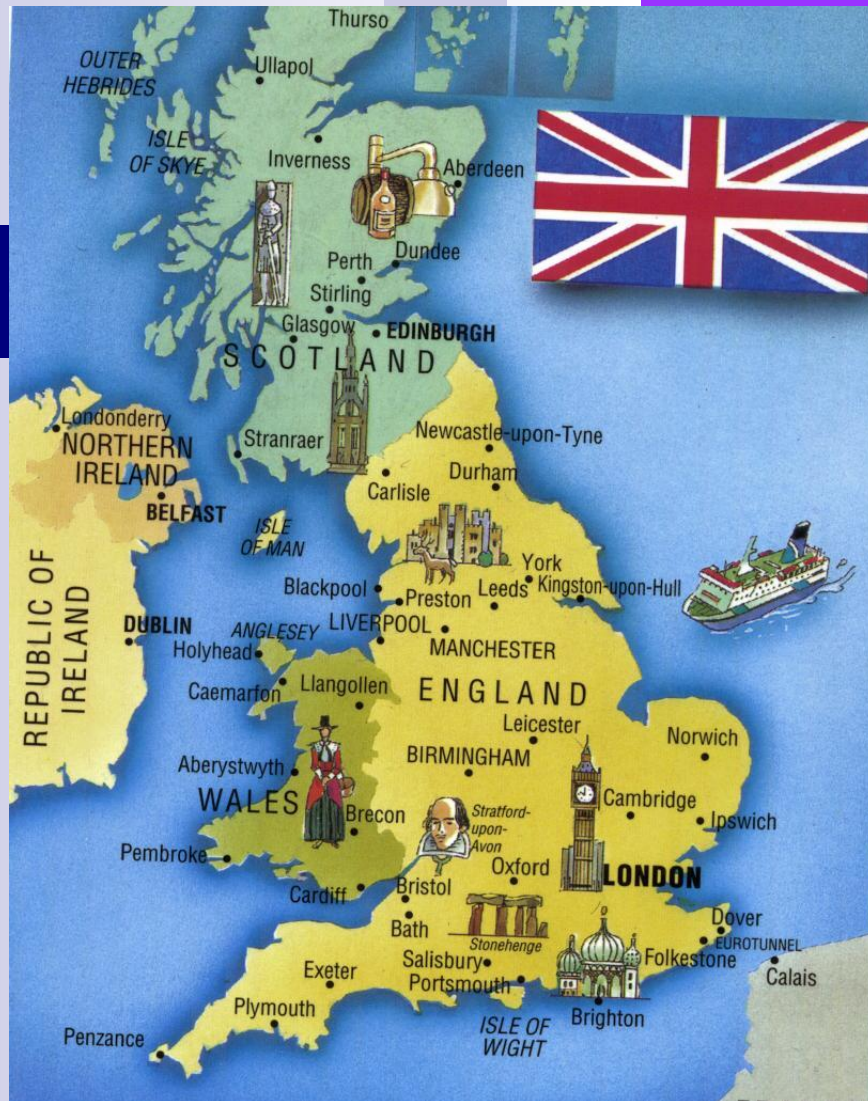 Thurso
OUTER
HEBRIDES
Ullapol
ISLE
OF SKYE
Inverness
Aberdeen
Dundee
Perth
Stirling
Glasgow
EDINBURGH
SCOTLAND
Londonderry
NORTHERN
IRELAND
BELFAST
Stranraer
Newcastle-upon-Tyne
Durham
Carlisle
ISLE
OF MAN
York
Blackpool
Preston
Leeds
Kingston-upon-Hull
REPUBLIC OF
IRELAND
DUBLIN
ANGLESEY
LIVERPOOL
Holyhead
MANCHESTER
Caemarfon
Llangollen
ENGLAND
Leicester
Norwich
BIRMINGHAM
Aberystwyth
WALES
Brecon
Stratford-
upon-
Avon
Cambridge
Ipswich
Pembroke
Oxford
LONDON
Cardiff
Bristol
Bath
Stonehenge
Dover
EUROTUNNEL
Folkestone
Calais
Salisbury
Portsmouth
Exeter
Plymouth
Brighton
ISLE OF
WIGHT
Penzance